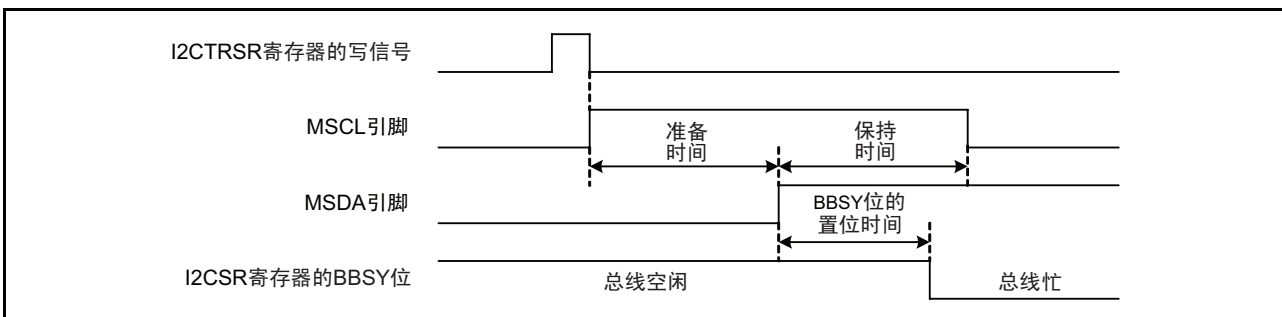 I2CTRSR寄存器的写信号
MSCL引脚
准备
时间
保持
时间
MSDA引脚
BBSY位的
置位时间
I2CSR寄存器的BBSY位
总线空闲
总线忙